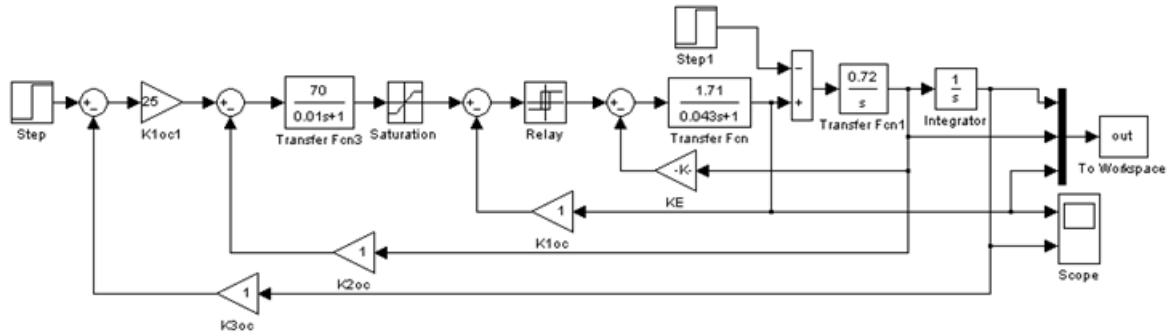 Step
25
K1oc1
70
0.01s+1
Transfer Fcn3
Saturation
Relay
1.71
0.043s+1
Transfer Fcn
Step1
0.72
s
Transfer Fcn1
1
s
Integrator
out
To Workspace
-K-
KE
1
K1oc
1
K2oc
1
K3oc
Scope